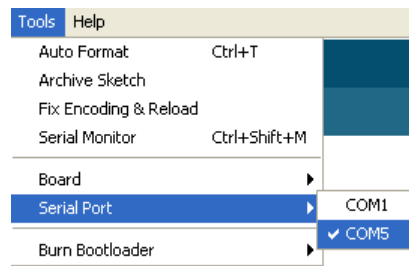 Tools Help
Auto Format Ctrl+T
Archive Sketch
Fix Encoding & Reload
Serial Monitor Ctrl+Shift+M
Board
Serial Port COM1
COM5
Burn Bootloader